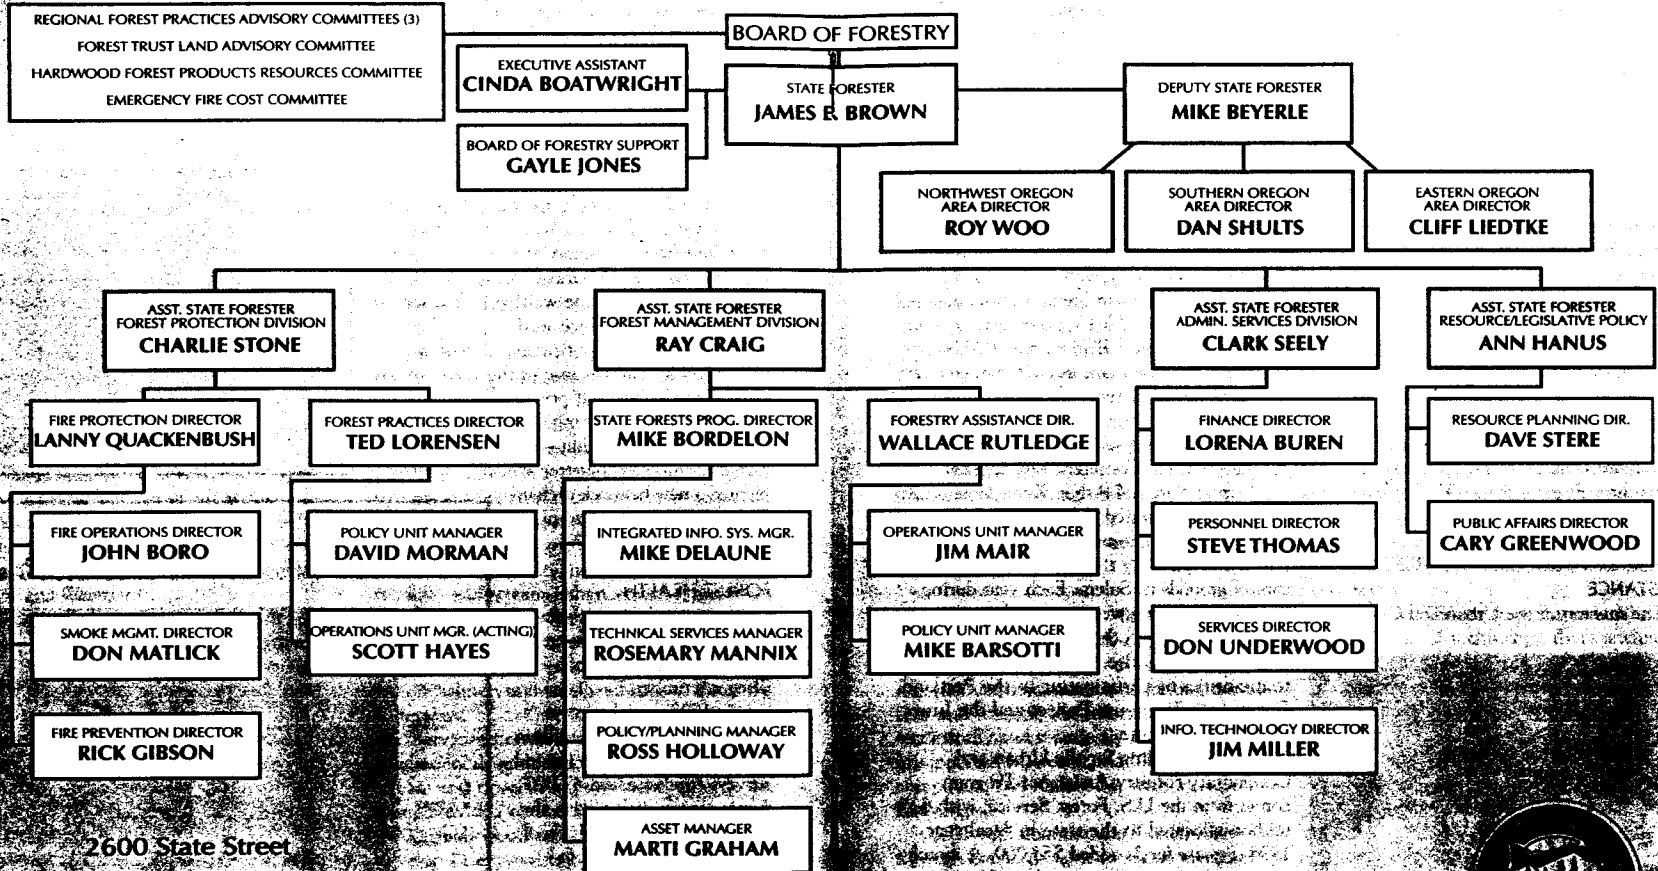 REGIONAL FOREST PRACTICES ADVISORY COMMITTEES (3)
FOREST TRUST LAND ADVISORY COMMITTEE
HARDWOOD FOREST PRODUCTS RESOURCES COMMITTEE
EMERGENCY FIRE COST COMMITTEE
BOARD OF FORESTRY
EXECUTIVE ASSISTANT
CINDA BOATWRIGHT
BOARD OF FORESTRY SUPPORT
GAYLE JONES
STATE FORESTER
JAMES E. BROWN
DEPUTY STATE FORESTER
MIKE BEYERLE
NORTHWEST OREGON
AREA DIRECTOR
ROY WOO
SOUTHERN OREGON
AREA DIRECTOR
DAN SHULTS
EASTERN OREGON
AREA DIRECTOR
CLIFF LIEDTKE
ASST. STATE FORESTER
FOREST PROTECTION DIVISION
CHARLIE STONE
ASST. STATE FORESTER
FOREST MANAGEMENT DIVISION
RAY CRAIG
ASST. STATE FORESTER
ADMIN. SERVICES DIVISION
CLARK SEELY
ASST. STATE FORESTER
RESOURCE/LEGISLATIVE POLICY
ANN HANUS
FIRE PROTECTION DIRECTOR
LANNY QUACKENBUSH
FOREST PRACTICES DIRECTOR
TED LORENSEN
STATE FORESTS PROG. DIRECTOR
MIKE BORDELON
FORESTRY ASSISTANCE DIR.
WALLACE RUTLEDGE
FINANCE DIRECTOR
LORENA BUREN
RESOURCE PLANNING DIR.
DAVE STERE
FIRE OPERATIONS DIRECTOR
JOHN BORO
POLICY UNIT MANAGER
DAVID MORMAN
INTEGRATED INFO. SYS. MGR.
MIKE DELAUNE
OPERATIONS UNIT MANAGER
JIM MAIR
PERSONNEL DIRECTOR
STEVE THOMAS
PUBLIC AFFAIRS DIRECTOR
CARY GREENWOOD
SMOKE MGMT. DIRECTOR
DON MATLICK
OPERATIONS UNIT MGR. (ACTING)
SCOTT HAYES
TECHNICAL SERVICES MANAGER
ROSEMARY MANNIX
POLICY UNIT MANAGER
MIKE BARSOTTI
SERVICES DIRECTOR
DON UNDERWOOD
FIRE PREVENTION DIRECTOR
RICK GIBSON
POLICY/PLANNING MANAGER
ROSS HOLLOWAY
INFO. TECHNOLOGY DIRECTOR
JIM MILLER
ASSET MANAGER
MARTI GRAHAM
2600 State Street